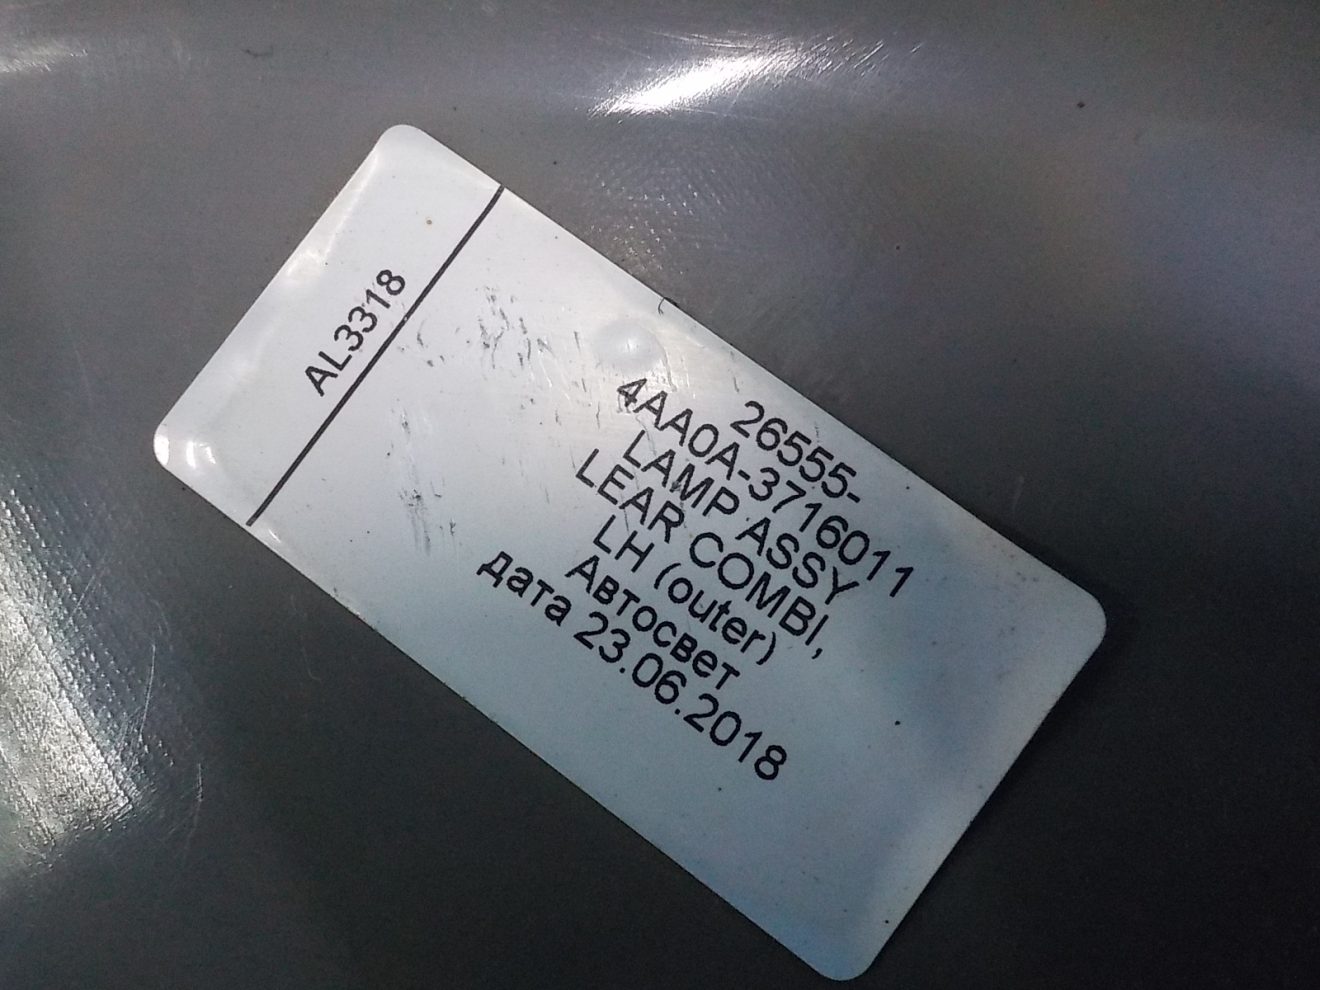 AL3318
26555-
4AA0A-3716011
LAMP ASSY
LEAR COMBI,
LH (outer)
Автосвет
дата 23.06.2018